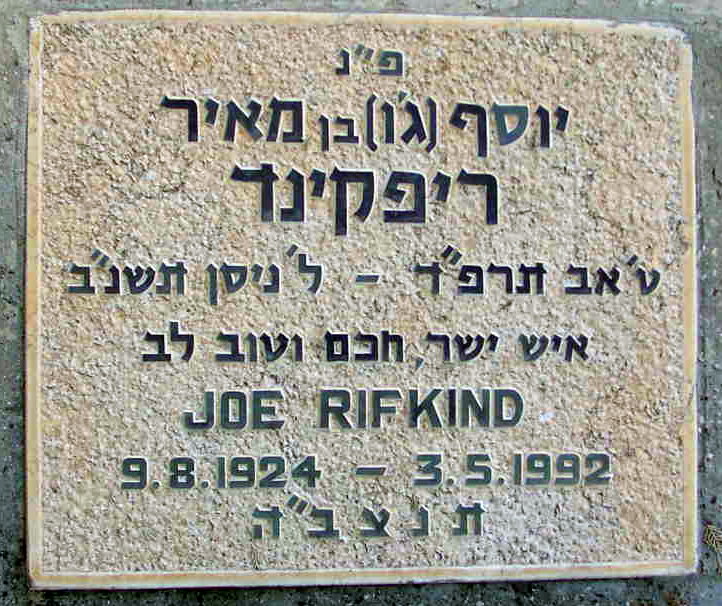 פ״נ
יוסף (ג׳ו) בן מאיר
ריפקינד
ט׳ אב תרפ״ד - ל׳ ניסן תשנ״ב
איש ישר, חכם וטוב לב
JOE RIFKIND
9.8.1924 - 3.5.1992
ת נ צ ב״ה